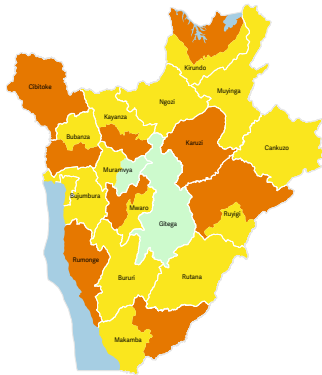 Kirundo
Cibitoke
Muyinga
Ngozi
Kayanza
Bubanza
Karuzi
Cankuzo
Muramvya
Bujumbura
Mwaro
Ruyigi
Gitega
Rumonge
Bururi
Rutana
Makamba